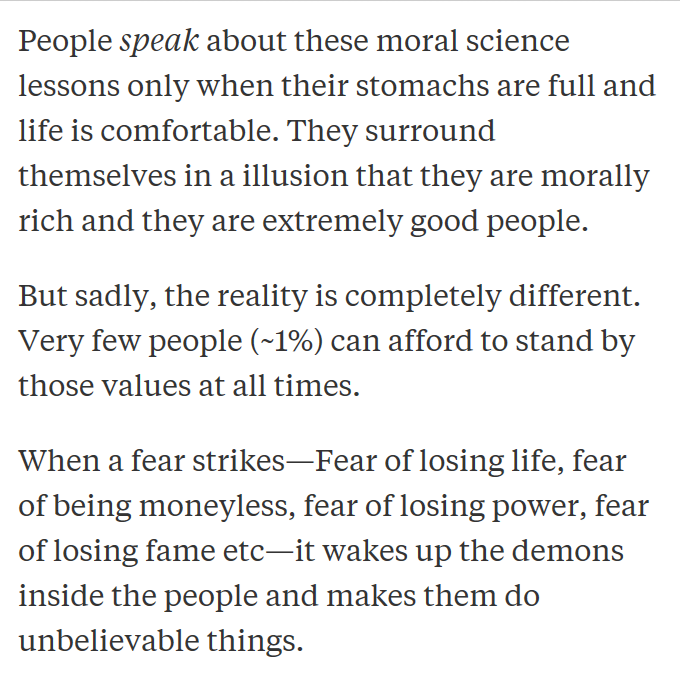 People speak about these moral science
lessons only when their stomachs are full and
life is comfortable. They surround
themselves in a illusion that they are morally
rich and they are extremely good people.
But sadly, the reality is completely different.
Very few people (~1%) can afford to stand by
those values at all times.
When a fear strikes—Fear of losing life, fear
of being moneyless, fear of losing power, fear
of losing fame etc—it wakes up the demons
inside the people and makes them do
unbelievable things.